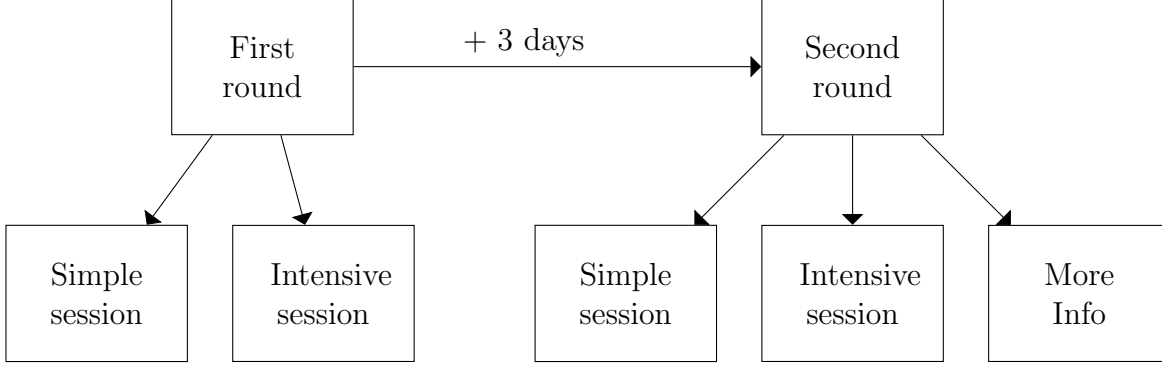 First
round
+ 3 days
Second
round
Simple
session
Intensive
session
Simple
session
Intensive
session
More
Info